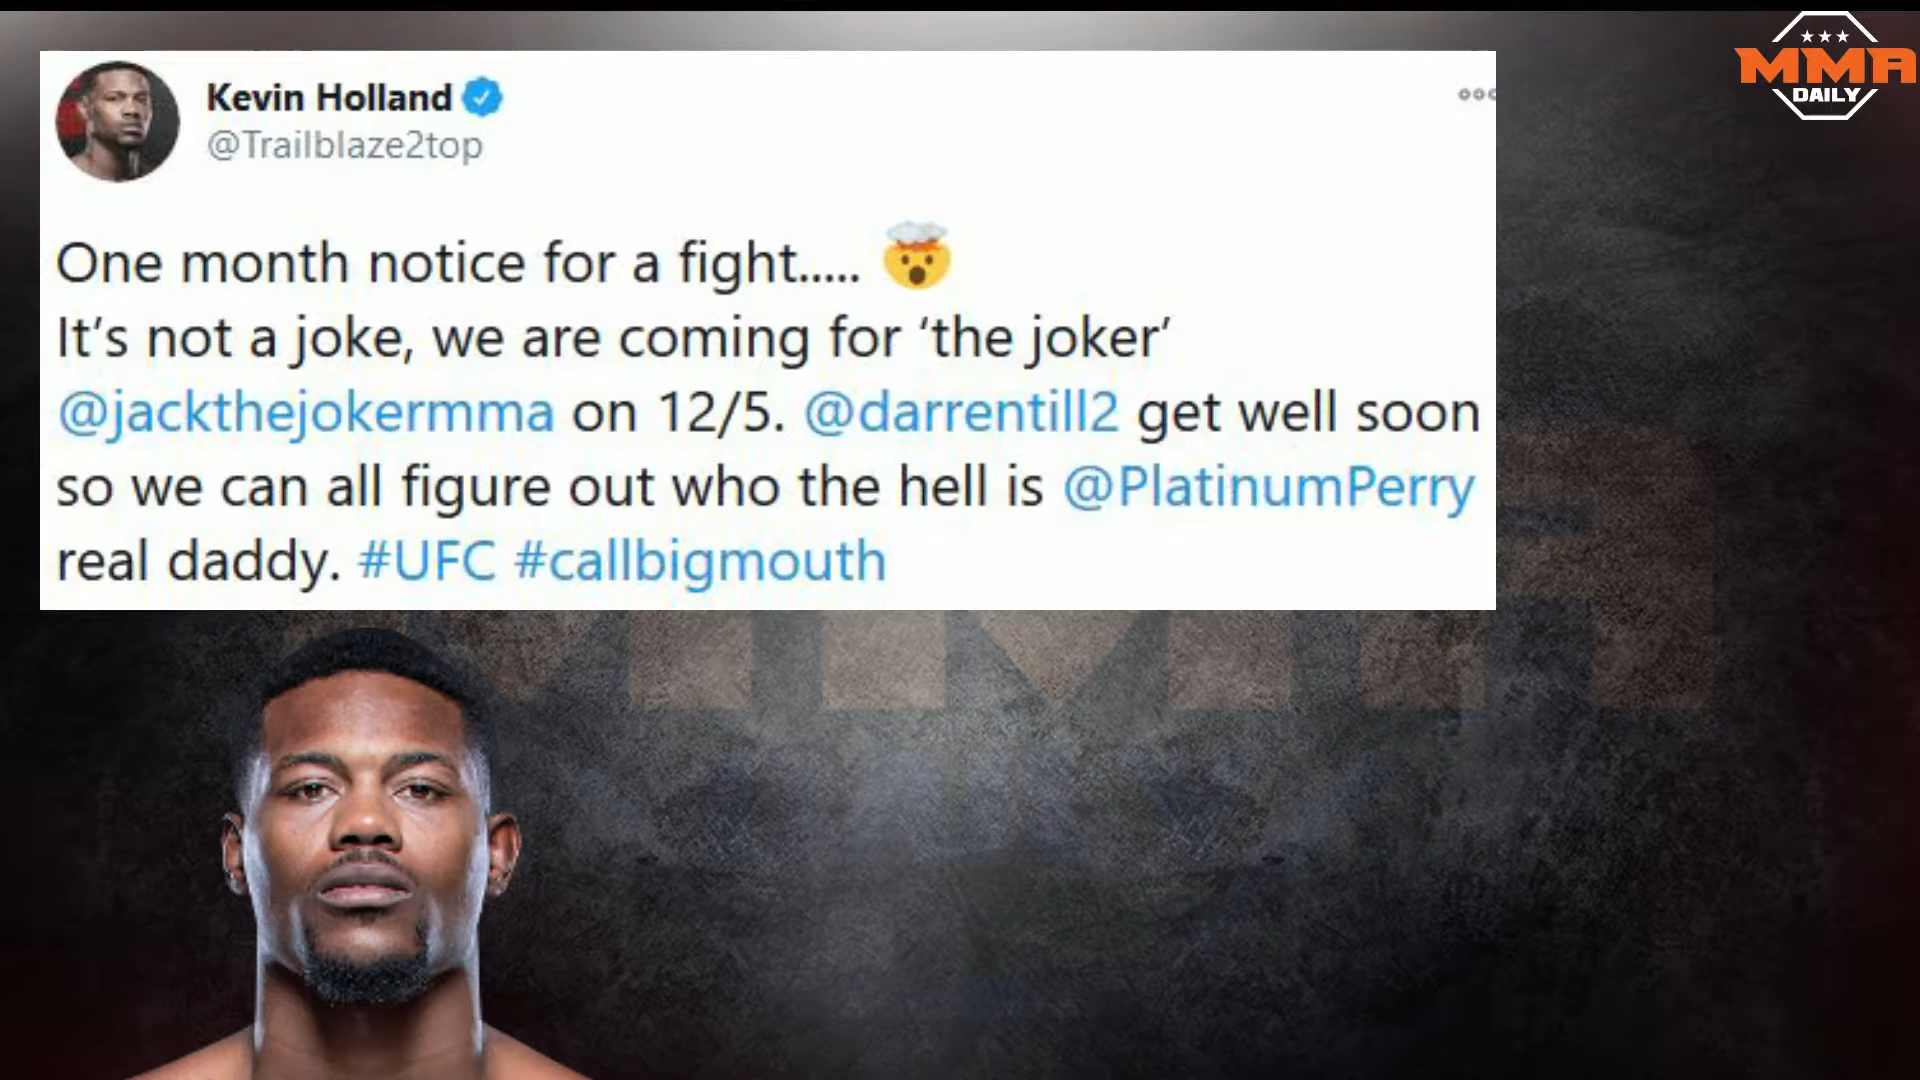 MMA
DAILY
Kevin Holland
@Trailblaze2top
One month notice for a fight..... 🤯
It’s not a joke, we are coming for ‘the joker’
@jackthejokermma on 12/5. @darrentill2 get well soon
so we can all figure out who the hell is @PlatinumPerry
real daddy. #UFC #callbigmouth
MMA